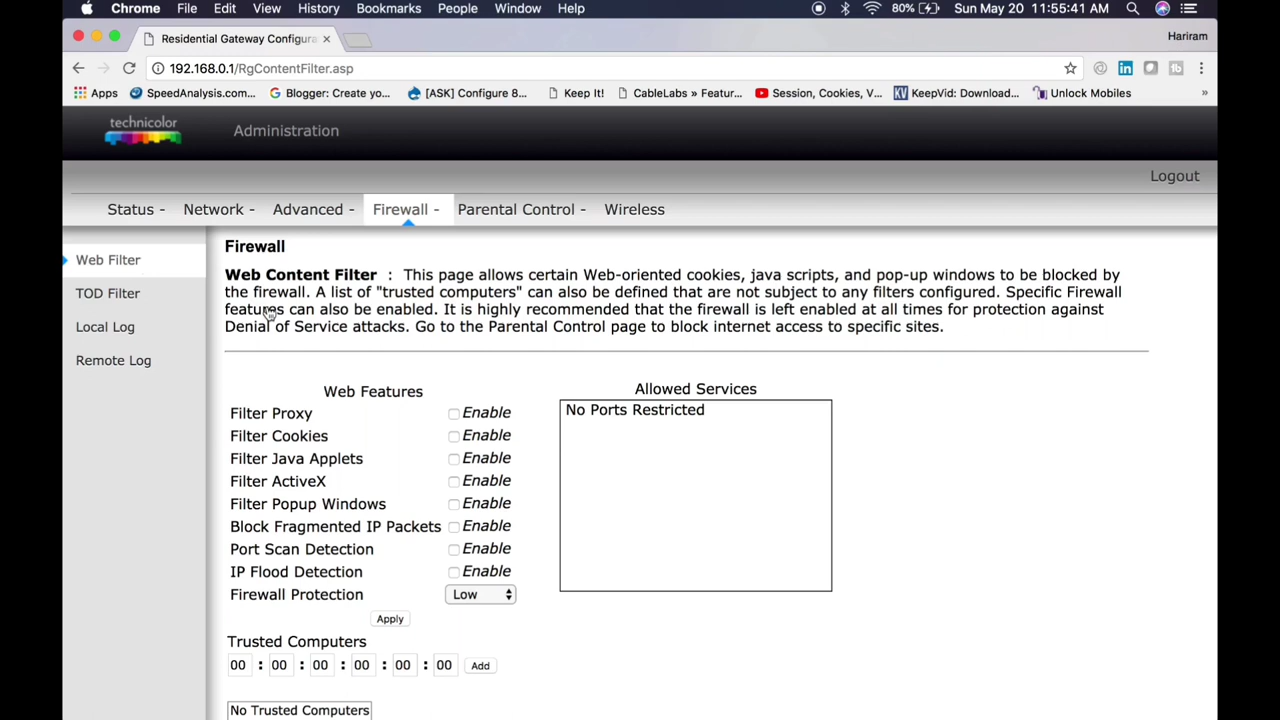 Chrome File Edit View History Bookmarks People Window Help 80% Sun May 20 11:55:41 AM
Residential Gateway Configura × Hariram
192.168.0.1/RgContentFilter.asp
Apps SpeedAnalysis.com... Blogger: Create yo... [ASK] Configure 8... Keep It! CableLabs » Featur... Session, Cookies, V... KeepVid: Download... Unlock Mobiles »
technicolor Administration
Logout
Status - Network - Advanced - Firewall - Parental Control - Wireless
Web Filter
TOD Filter
Local Log
Remote Log
Firewall
Web Content Filter : This page allows certain Web-oriented cookies, java scripts, and pop-up windows to be blocked by
the firewall. A list of "trusted computers" can also be defined that are not subject to any filters configured. Specific Firewall
features can also be enabled. It is highly recommended that the firewall is left enabled at all times for protection against
Denial of Service attacks. Go to the Parental Control page to block internet access to specific sites.
Web Features
Filter Proxy Enable
Filter Cookies Enable
Filter Java Applets Enable
Filter ActiveX Enable
Filter Popup Windows Enable
Block Fragmented IP Packets Enable
Port Scan Detection Enable
IP Flood Detection Enable
Firewall Protection Low
Apply
Allowed Services
No Ports Restricted
Trusted Computers
00 : 00 : 00 : 00 : 00 : 00 Add
No Trusted Computers